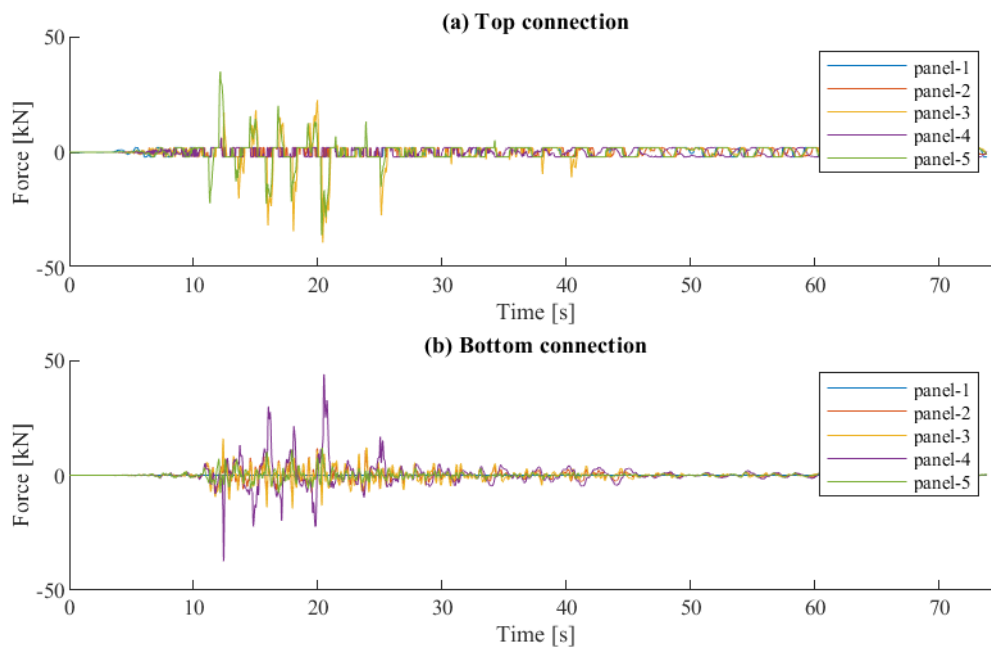 (a) Top connection
50
0
-50
Force [kN]
panel-1
panel-2
panel-3
panel-4
panel-5
0 10 20 30 40 50 60 70
Time [s]
(b) Bottom connection
50
0
-50
Force [kN]
panel-1
panel-2
panel-3
panel-4
panel-5
0 10 20 30 40 50 60 70
Time [s]